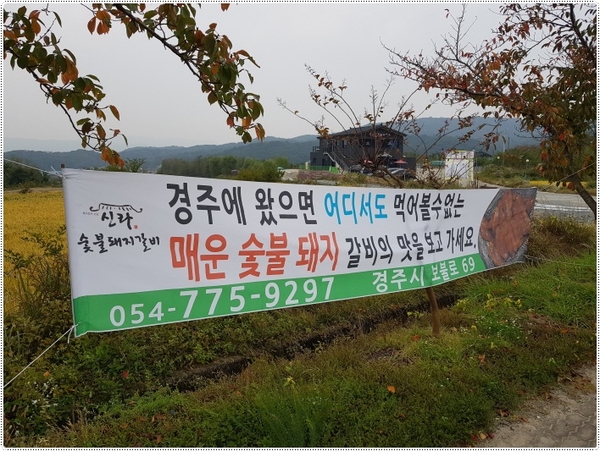 신라
숯불돼지갈비
경주에 왔으면 어디서도 먹어볼수없는
매운 숯불 돼지 갈비의 맛을 보고 가세요.
054-775-9297 경주시 보불로 69